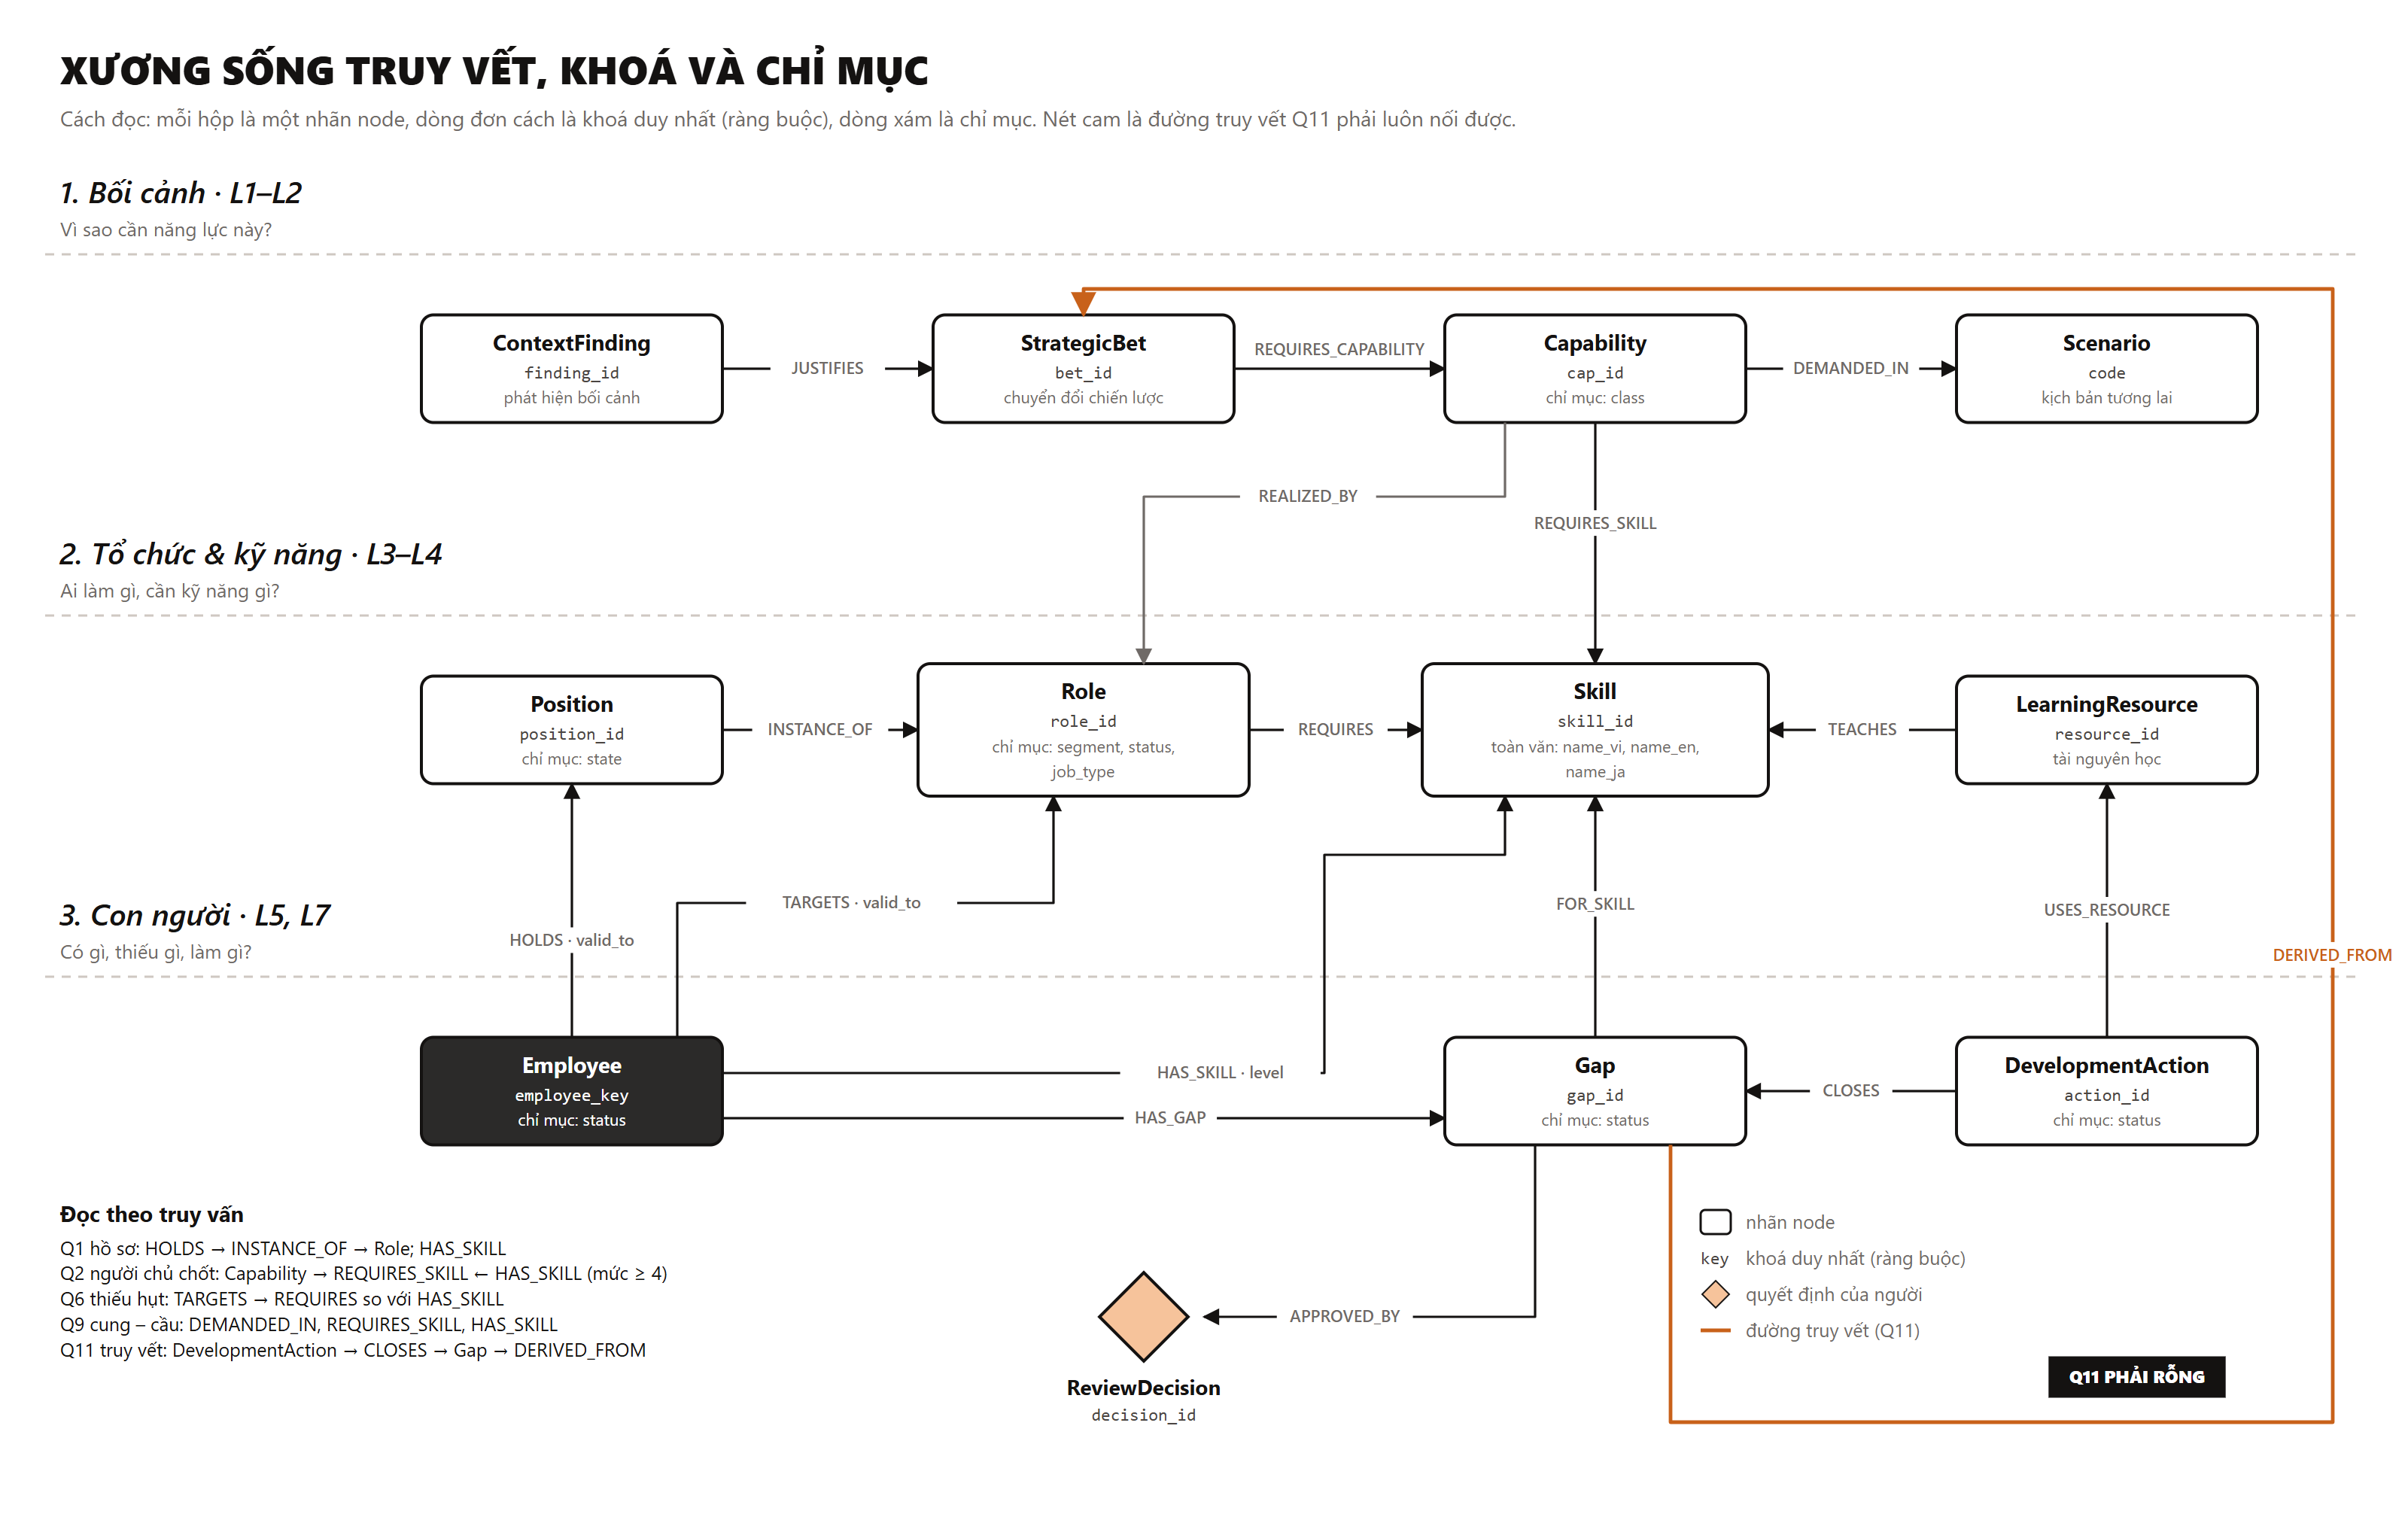 XƯƠNG SỐNG TRUY VẾT, KHOÁ VÀ CHỈ MỤC
Cách đọc: mỗi hộp là một nhãn node, dòng đơn cách là khoá duy nhất (ràng buộc), dòng xám là chỉ mục. Nét cam là đường truy vết Q11 phải luôn nối được.
1. Bối cảnh · L1–L2
Vì sao cần năng lực này?
ContextFinding
finding_id
phát hiện bối cảnh
JUSTIFIES
StrategicBet
bet_id
chuyển đổi chiến lược
REQUIRES_CAPABILITY
Capability
cap_id
chỉ mục: class
DEMANDED_IN
Scenario
code
kịch bản tương lai
REALIZED_BY
REQUIRES_SKILL
2. Tổ chức & kỹ năng · L3–L4
Ai làm gì, cần kỹ năng gì?
Position
position_id
chỉ mục: state
INSTANCE_OF
Role
role_id
chỉ mục: segment, status,
job_type
REQUIRES
Skill
skill_id
toàn văn: name_vi, name_en,
name_ja
TEACHES
LearningResource
resource_id
tài nguyên học
TARGETS · valid_to
FOR_SKILL
USES_RESOURCE
3. Con người · L5, L7
Có gì, thiếu gì, làm gì?
HOLDS · valid_to
DERIVED_FROM
Employee
employee_key
chỉ mục: status
HAS_SKILL · level
HAS_GAP
Gap
gap_id
chỉ mục: status
CLOSES
DevelopmentAction
action_id
chỉ mục: status
Đọc theo truy vấn
Q1 hồ sơ: HOLDS → INSTANCE_OF → Role; HAS_SKILL
Q2 người chủ chốt: Capability → REQUIRES_SKILL ← HAS_SKILL (mức ≥ 4)
Q6 thiếu hụt: TARGETS → REQUIRES so với HAS_SKILL
Q9 cung – cầu: DEMANDED_IN, REQUIRES_SKILL, HAS_SKILL
Q11 truy vết: DevelopmentAction → CLOSES → Gap → DERIVED_FROM
APPROVED_BY
ReviewDecision
decision_id
nhãn node
key khoá duy nhất (ràng buộc)
quyết định của người
đường truy vết (Q11)
Q11 PHẢI RỖNG